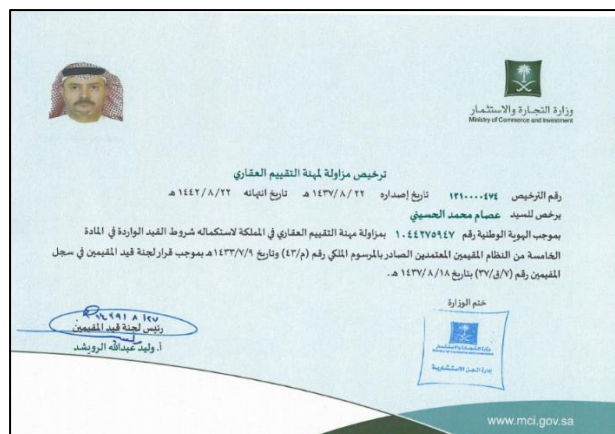 وزارة التجارة والاستثمار
Ministry of Commerce and Investment
ترخيص مزاولة لمهنة التقييم العقاري
رقم الترخيص ١٢١٠٠٠٠٤٧٤ تاريخ إصداره ١٤٣٧/٨/٢٢ هـ تاريخ انتهائه ١٤٤٢/٨/٢٢ هـ
يرخص للسيد عصام محمد الحسيني
بموجب الهوية الوطنية رقم ١٠٤٤٢٧٥٩٤٧ بمزاولة مهنة التقييم العقاري في المملكة لاستكماله شروط القيد الواردة في المادة
الخامسة من النظام المقيمين المعتمدين الصادر بالمرسوم الملكي رقم (م/٤٣) وتاريخ ١٤٣٣/٧/٩هـ بموجب قرار لجنة قيد المقيمين في سجل
المقيمين رقم (٣٧/ق/٧) بتاريخ ١٤٣٧/٨/١٨ هـ.
ختم الوزارة
رئيس لجنة قيد المقيمين
أ. وليد عبدالله الرويشد
www.mci.gov.sa